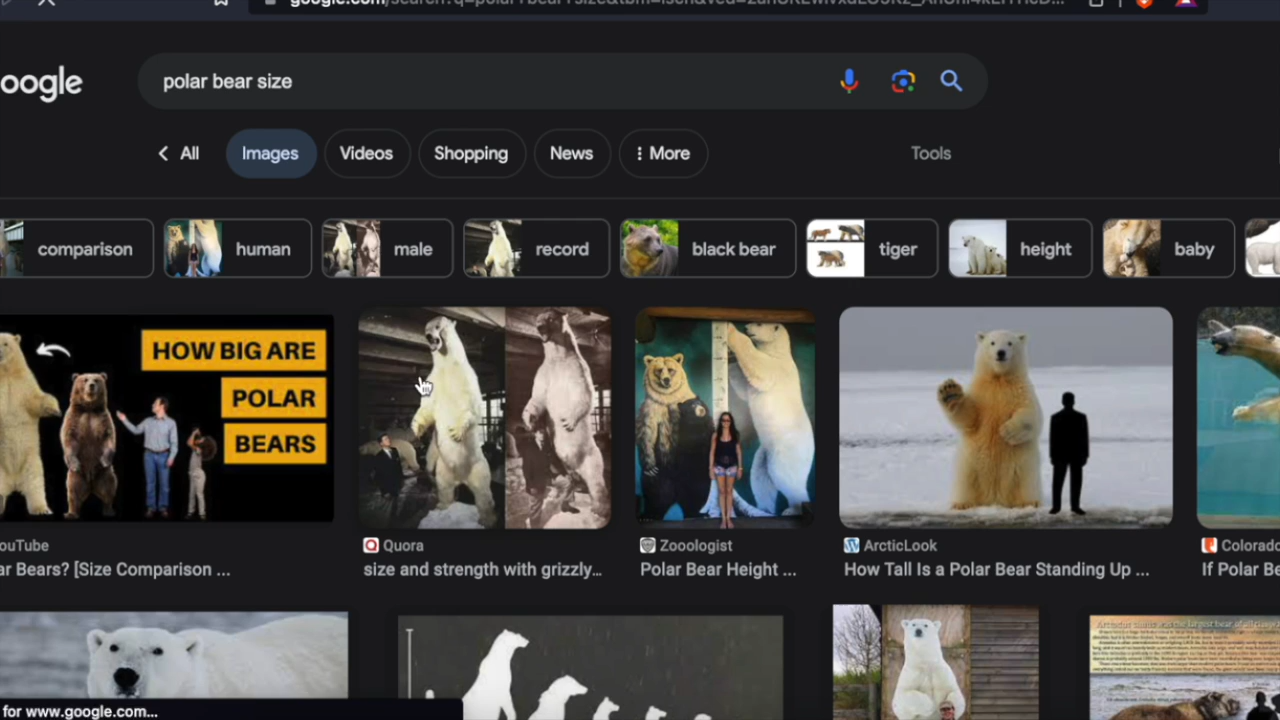 oogle
polar bear size
All
Images
Videos
Shopping
News
More
Tools
comparison
human
male
record
black bear
tiger
height
baby
HOW BIG ARE
POLAR
BEARS
ouTube
ar Bears? [Size Comparison ...
Quora
size and strength with grizzly...
Zooologist
Polar Bear Height ...
ArcticLook
How Tall Is a Polar Bear Standing Up ...
Colorado
If Polar Be
for www.google.com...